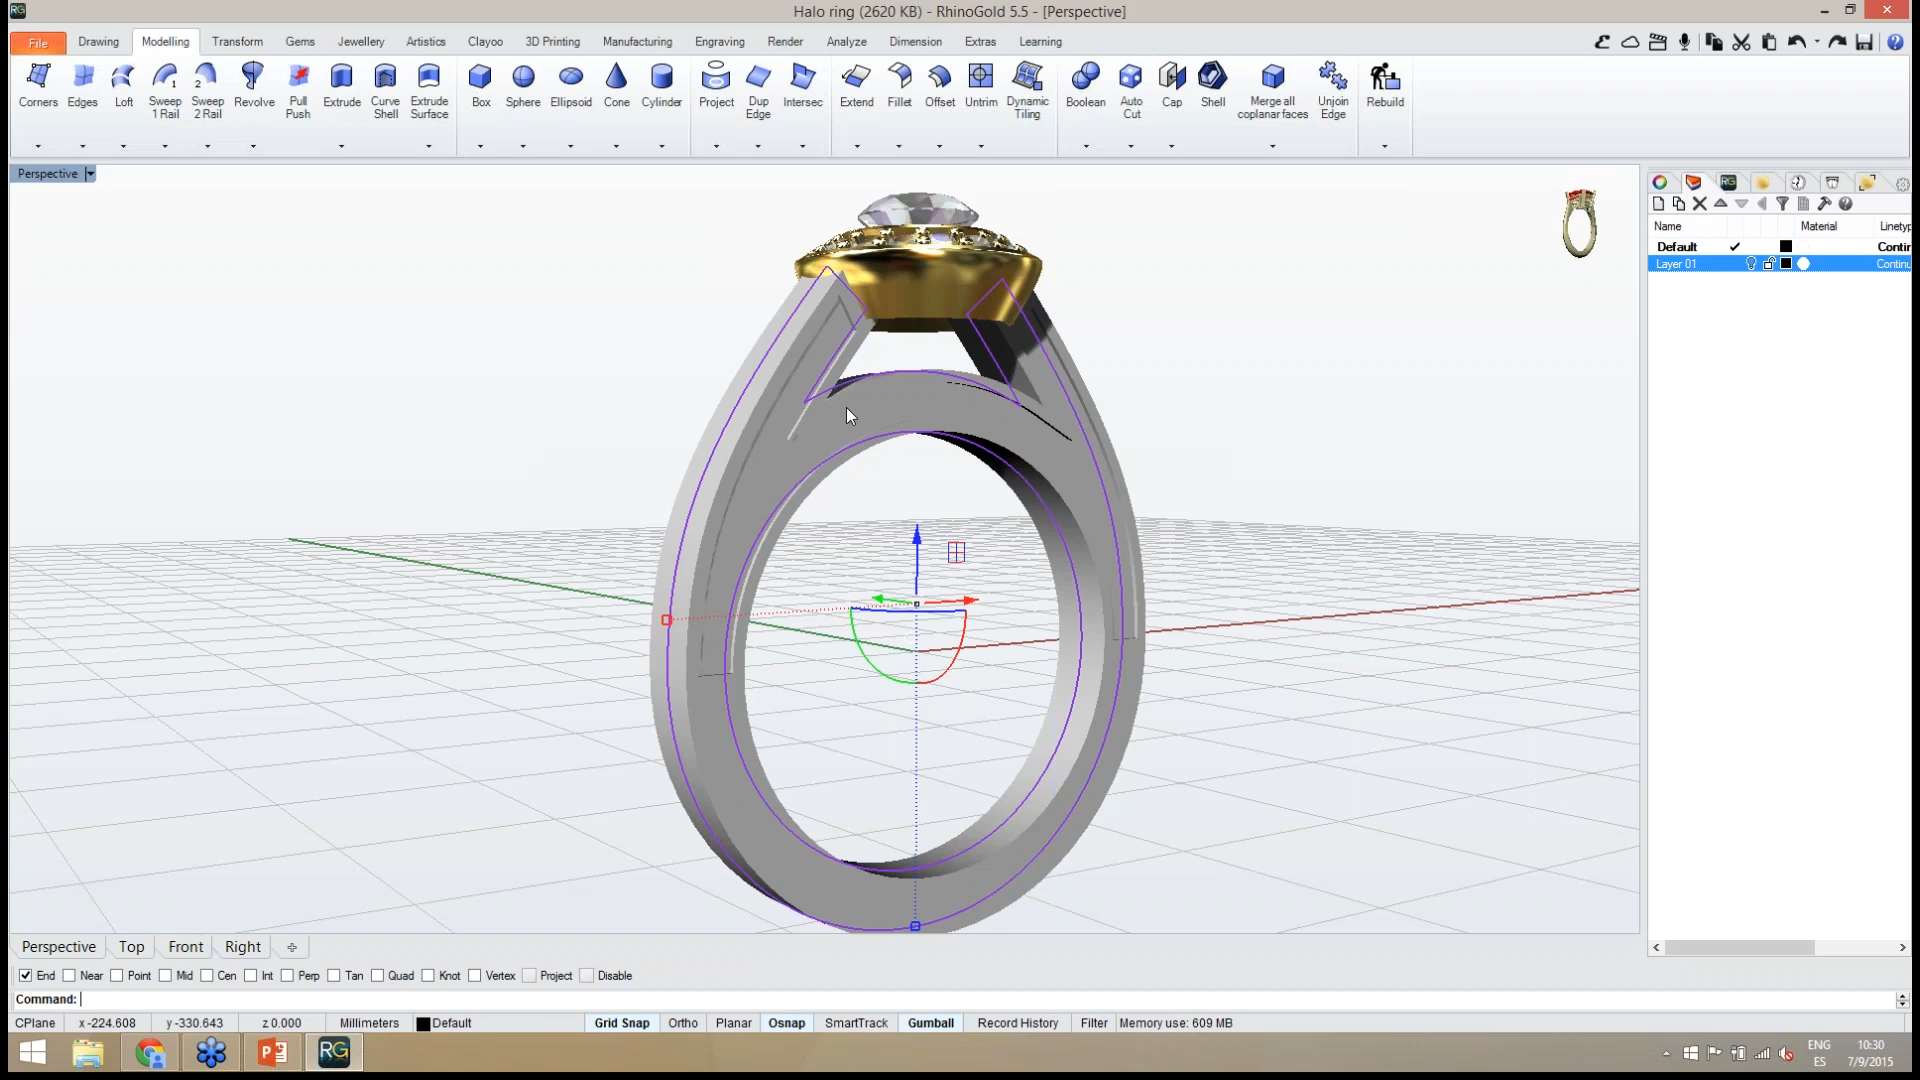 RG
Halo ring (2620 KB) - RhinoGold 5.5 - [Perspective]
File Drawing Modelling Transform Gems Jewellery Artistics Clayoo 3D Printing Manufacturing Engraving Render Analyze Dimension Extras Learning
Corners Edges Loft Sweep 1 Rail Sweep 2 Rail Revolve Pull Push Extrude Curve Shell Extrude Surface Box Sphere Ellipsoid Cone Cylinder Project Dup Edge Intersec Extend Fillet Offset Untrim Dynamic Tiling Boolean Auto Cut Cap Shell Merge all coplanar faces Unjoin Edge Rebuild
Perspective
RG
Name Material Linetyp
Default Contin
Layer 01 Continu
Perspective Top Front Right
End Near Point Mid Cen Int Perp Tan Quad Knot Vertex Project Disable
Command:
CPlane x -224.608 y -330.643 z 0.000 Millimeters Default Grid Snap Ortho Planar Osnap SmartTrack Gumball Record History Filter Memory use: 609 MB
RG
ENG
ES
10:30
7/9/2015